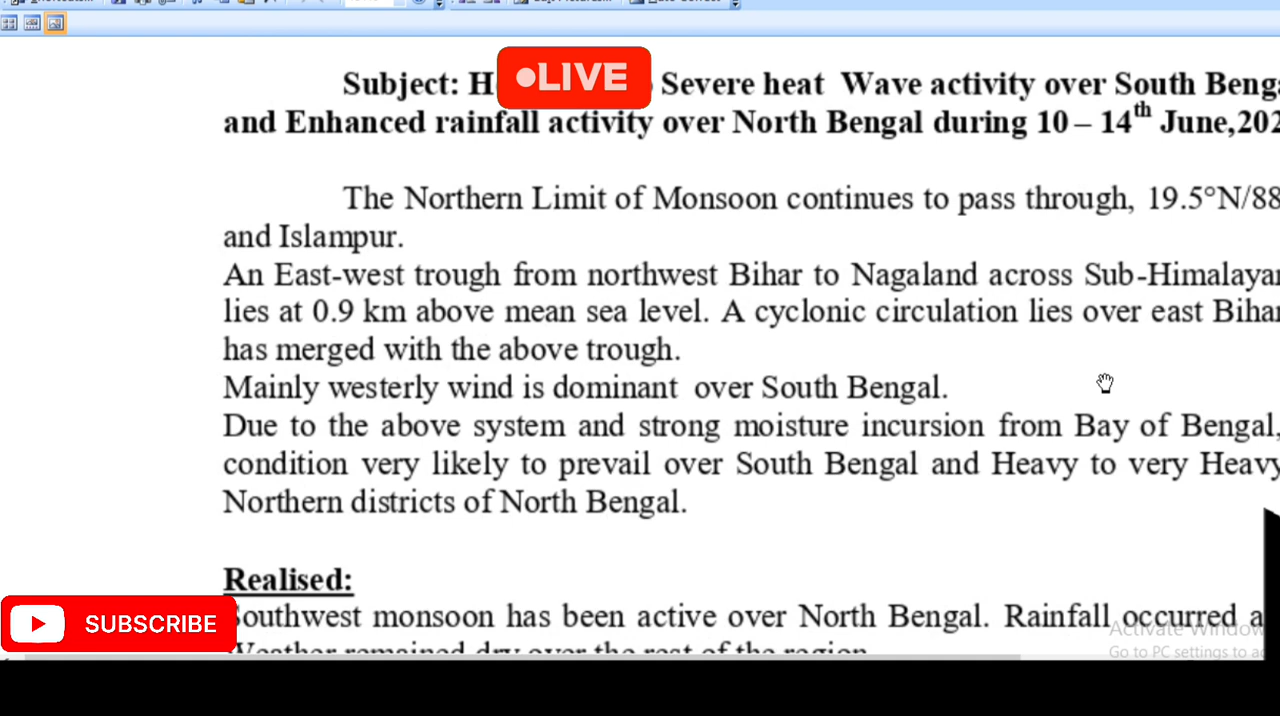 Subject: H LIVE Severe heat Wave activity over South Beng
and Enhanced rainfall activity over North Bengal during 10 – 14th June,202
The Northern Limit of Monsoon continues to pass through, 19.5°N/88
and Islampur.
An East-west trough from northwest Bihar to Nagaland across Sub-Himalayan
lies at 0.9 km above mean sea level. A cyclonic circulation lies over east Bihar
has merged with the above trough.
Mainly westerly wind is dominant over South Bengal.
Due to the above system and strong moisture incursion from Bay of Bengal,
condition very likely to prevail over South Bengal and Heavy to very Heavy
Northern districts of North Bengal.
Realised:
Southwest monsoon has been active over North Bengal. Rainfall occurred a
SUBSCRIBE
Weather remained dry over the rest of the region
Activate Window
Go to PC settings to ac